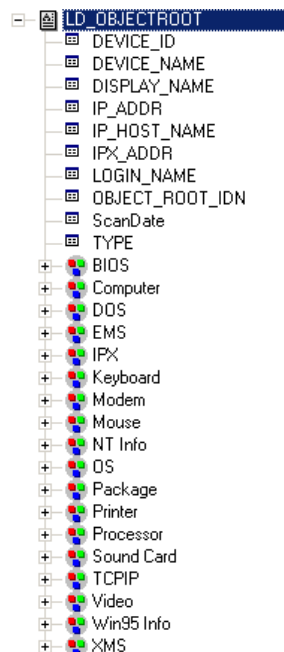 LD_OBJECTROOT
DEVICE_ID
DEVICE_NAME
DISPLAY_NAME
IP_ADDR
IP_HOST_NAME
IPX_ADDR
LOGIN_NAME
OBJECT_ROOT_IDN
ScanDate
TYPE
BIOS
Computer
DOS
EMS
IPX
Keyboard
Modem
Mouse
NT Info
OS
Package
Printer
Processor
Sound Card
TCPIP
Video
Win95 Info
XMS